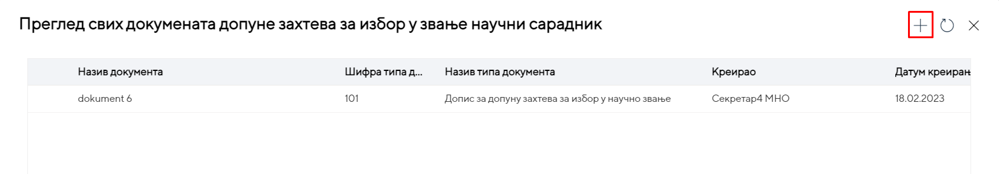 Преглед свих докумената допуне захтева за избор у звање научни сарадник
Назив документа Шифра типа д... Назив типа документа Креирао Датум креирањ
dokument 6 101 Допис за допуну захтева за избор у научно звање Секретар4 МНО 18.02.2023